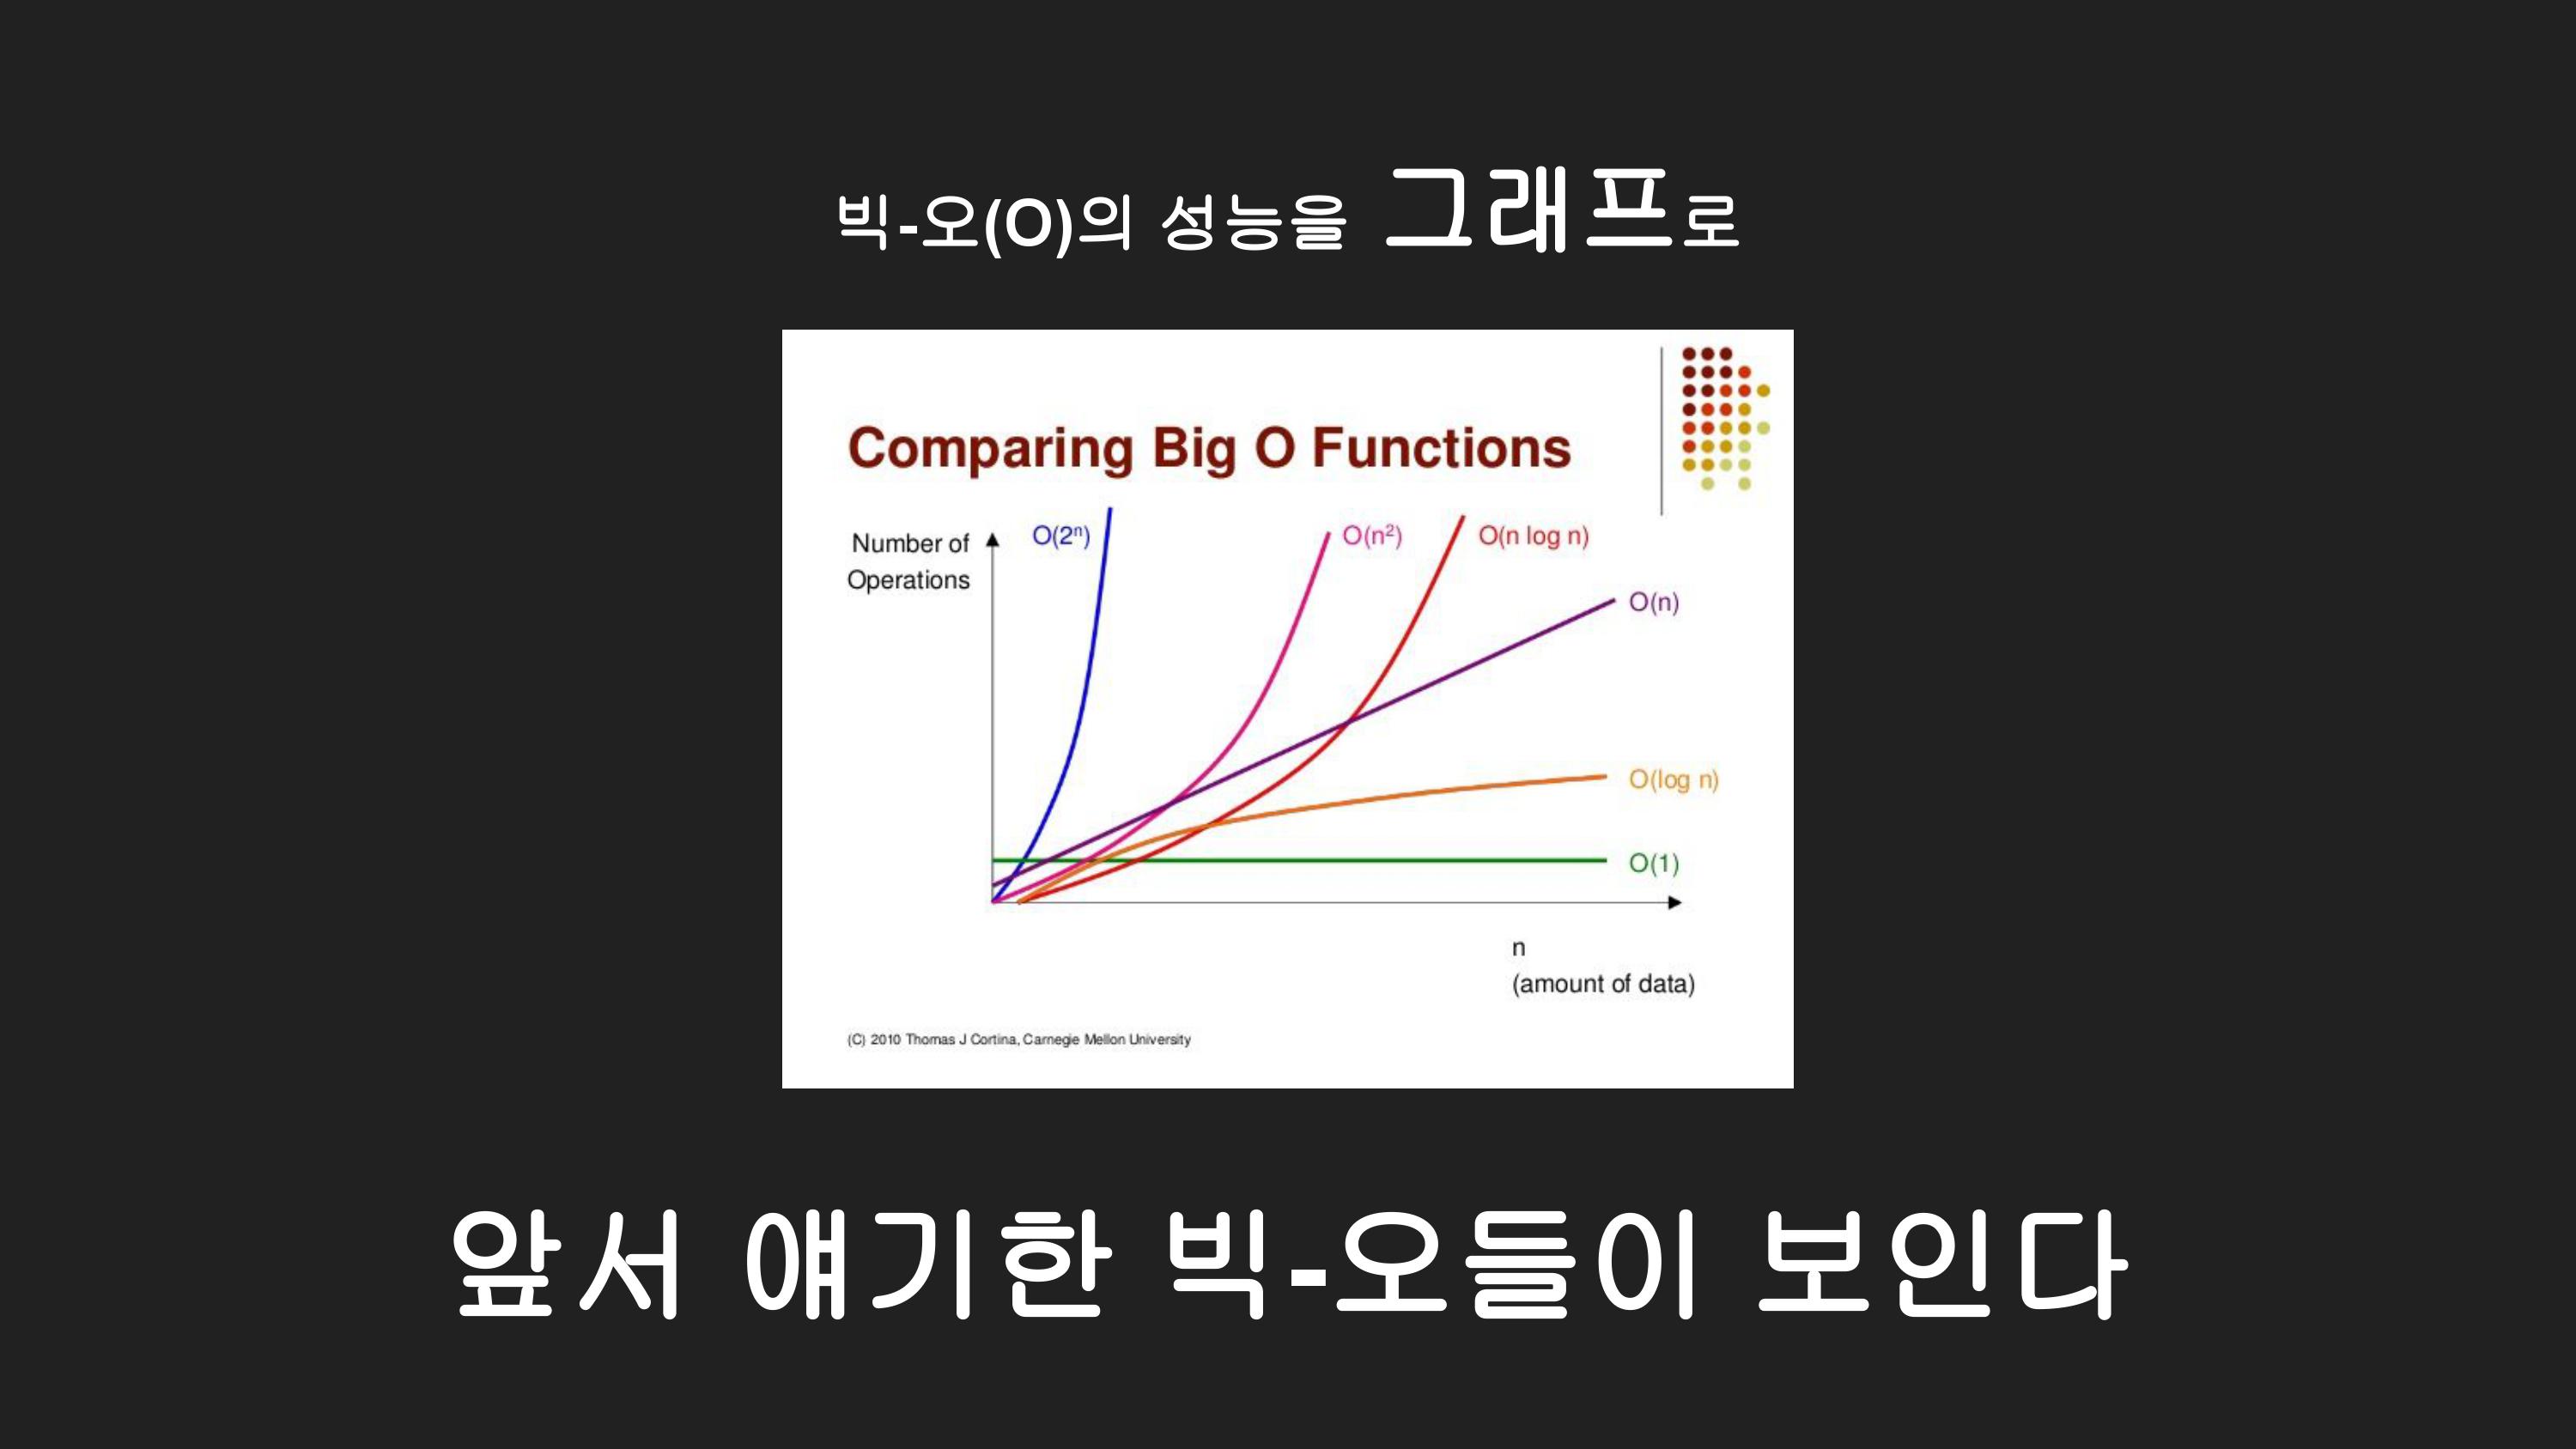 빅-오(O)의 성능을 그래프로
Comparing Big O Functions
Number of
Operations
O(2ⁿ)
O(n²)
O(n log n)
O(n)
O(log n)
O(1)
n
(amount of data)
(C) 2010 Thomas J Cortina, Carnegie Mellon University
앞서 얘기한 빅-오들이 보인다